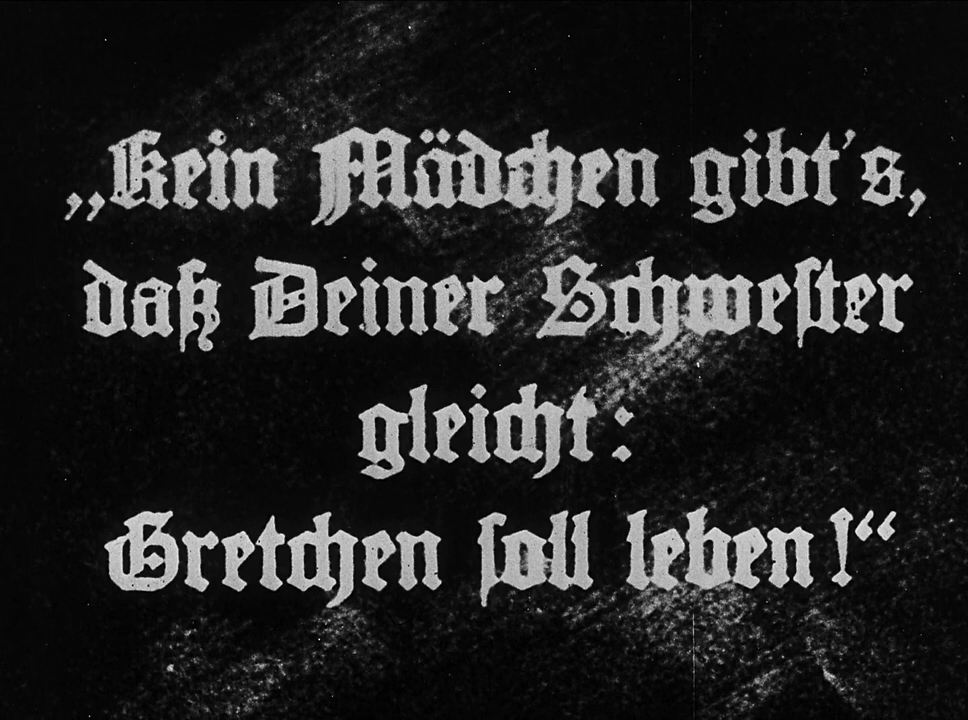 „Kein Mädchen gibt's,
daß Deiner Schwester
gleicht:
Gretchen soll leben!“